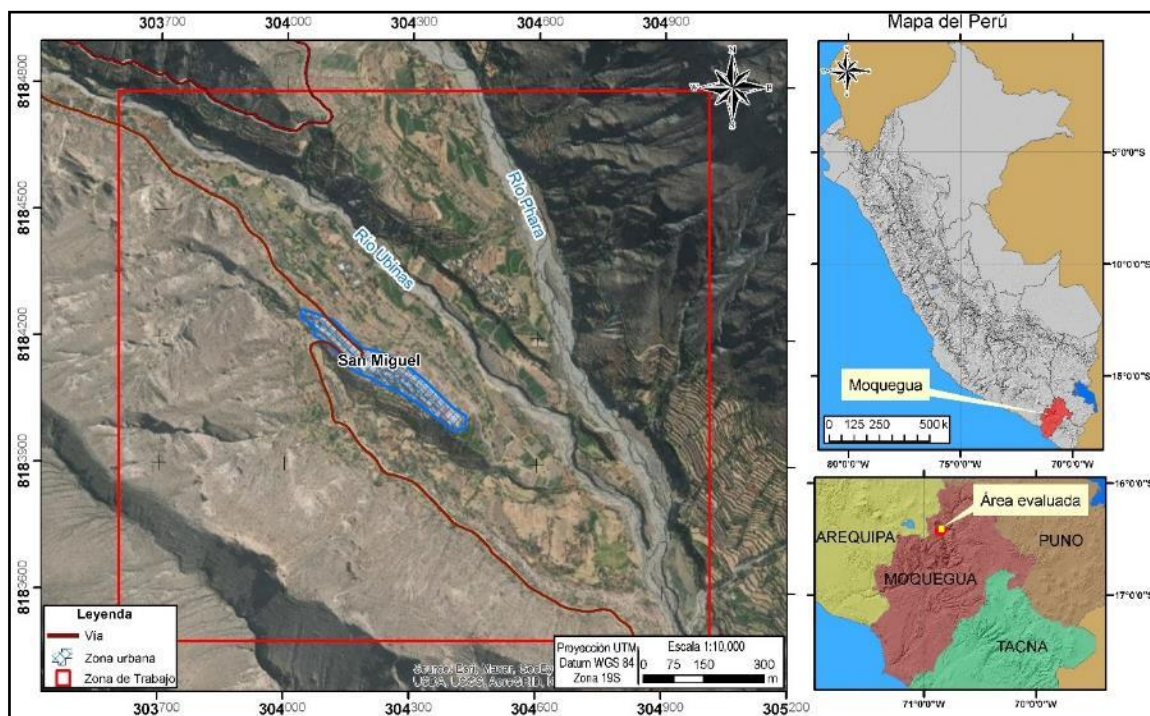 303700 304000 304300 304600 304900
8184800
8184500
8184200
8183900
8183600
N
W E
S
Río Phara
Río Ubinas
San Miguel
Leyenda
Vía
Zona urbana
Zona de Trabajo
Proyección UTM
Datum WGS 84
Zona 19S
Escala 1:10,000
0 75 150 300
m
303700 304000 304300 304600 304900 305200
Mapa del Perú
5°0'0"S
10°0'0"S
15°0'0"S
Moquegua
0 125 250 500 k
80°0'0"W 75°0'0"W 70°0'0"W
16°0'0"S
Área evaluada
AREQUIPA
PUNO
MOQUEGUA
17°0'0"S
TACNA
71°0'0"W 70°0'0"W